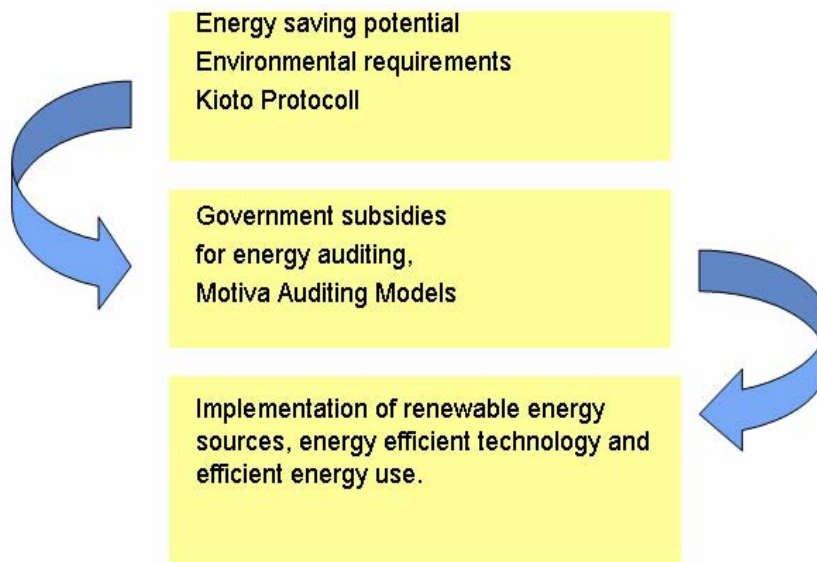 Energy saving potential
Environmental requirements
Kioto Protocoll
Government subsidies
for energy auditing,
Motiva Auditing Models
Implementation of renewable energy
sources, energy efficient technology and
efficient energy use.